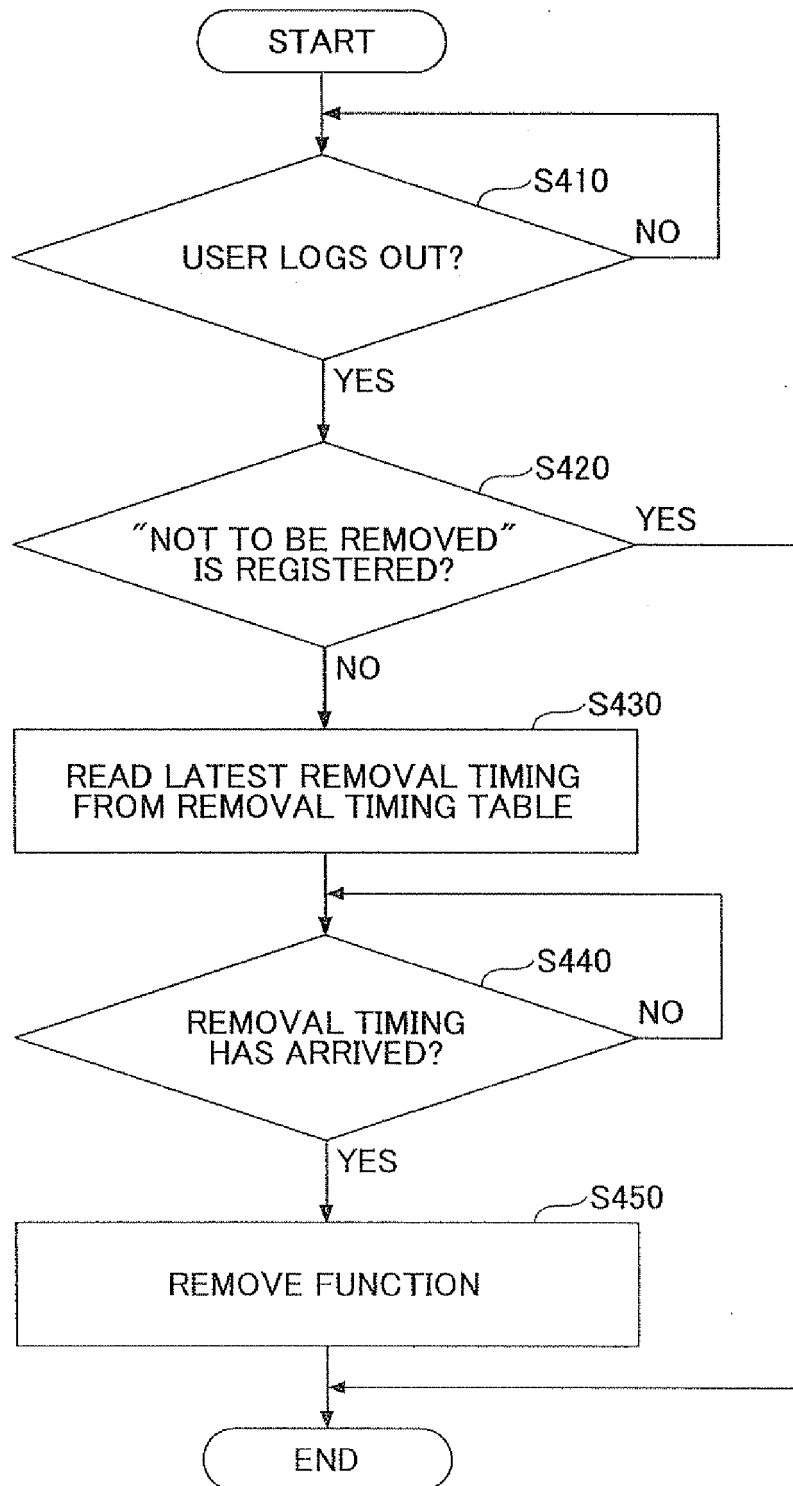 START
S410
USER LOGS OUT?
NO
YES
S420
"NOT TO BE REMOVED"
IS REGISTERED?
YES
NO
S430
READ LATEST REMOVAL TIMING
FROM REMOVAL TIMING TABLE
S440
REMOVAL TIMING
HAS ARRIVED?
NO
YES
S450
REMOVE FUNCTION
END